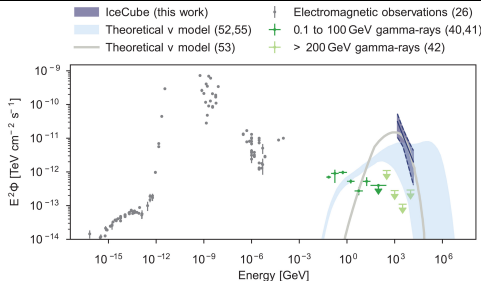 IceCube (this work)
Theoretical ν model (52,55)
Theoretical ν model (53)
Electromagnetic observations (26)
0.1 to 100 GeV gamma-rays (40,41)
> 200 GeV gamma-rays (42)
E²Φ [TeV cm⁻² s⁻¹]
10⁻⁹
10⁻¹⁰
10⁻¹¹
10⁻¹²
10⁻¹³
10⁻¹⁴
10⁻¹⁵ 10⁻¹² 10⁻⁹ 10⁻⁶ 10⁻³ 10⁰ 10³ 10⁶
Energy [GeV]